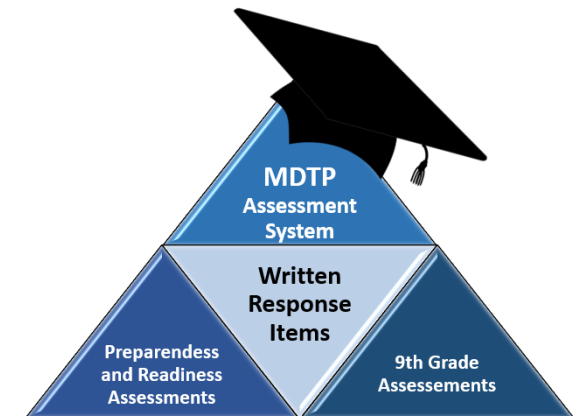 MDTP
Assessment
System
Written
Response
Items
Preparendess
and Readiness
Assessments
9th Grade
Assessements